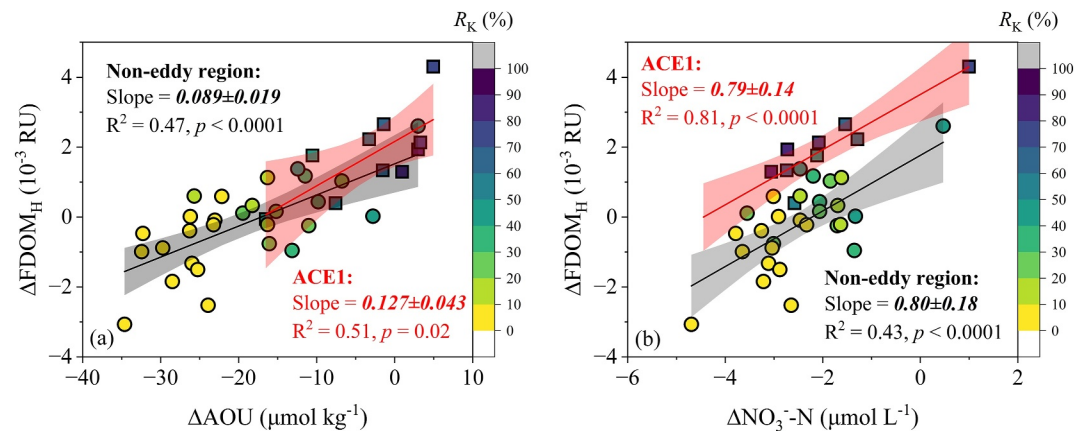 R_K (%)
R_K (%)
Non-eddy region:
Slope = 0.089±0.019
R² = 0.47, p < 0.0001
ACE1:
Slope = 0.127±0.043
R² = 0.51, p = 0.02
(a)
ΔFDOM_H (10⁻³ RU)
4
2
0
−2
−4
−40 −30 −20 −10 0 10
ΔAOU (μmol kg⁻¹)
100
90
80
70
60
50
40
30
20
10
0
ACE1:
Slope = 0.79±0.14
R² = 0.81, p < 0.0001
Non-eddy region:
Slope = 0.80±0.18
R² = 0.43, p < 0.0001
(b)
ΔFDOM_H (10⁻³ RU)
4
2
0
−2
−4
−6 −4 −2 0 2
ΔNO₃⁻-N (μmol L⁻¹)
100
90
80
70
60
50
40
30
20
10
0